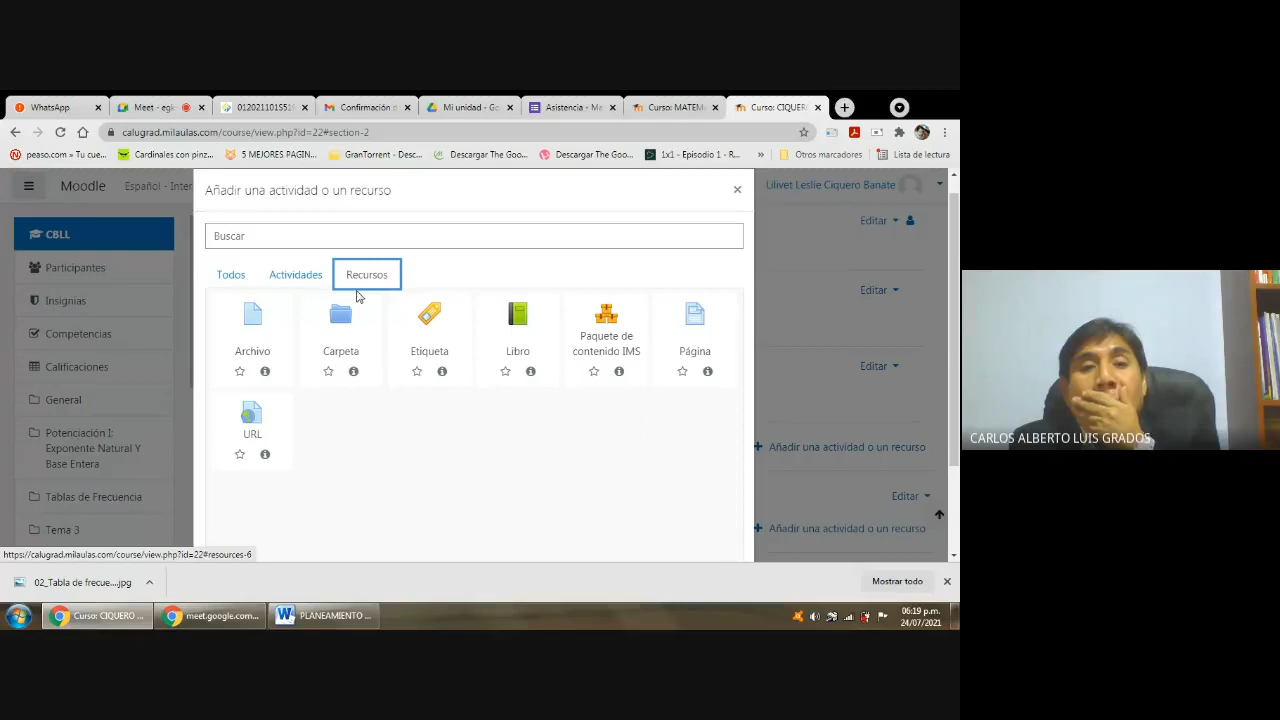 WhatsApp
Meet - egk
012021101S51
Confirmación d
Mi unidad - Go
Asistencia - Ma
Curso: MATEM
Curso: CIQUER
calugrad.milaulas.com/course/view.php?id=22#section-2
peaso.com » Tu cue...
Cardinales con pinz...
5 MEJORES PAGIN...
GranTorrent - Desc...
Descargar The Goo...
Descargar The Goo...
1x1 - Episodio 1 - R...
»
Otros marcadores
Lista de lectura
Moodle
Español - Inter
Añadir una actividad o un recurso
Lilivet Leslie Ciquero Banate
Buscar
Editar
CBLL
Participantes
Todos
Actividades
Recursos
Insignias
Editar
Competencias
Archivo
Carpeta
Etiqueta
Libro
Paquete de
contenido IMS
Página
Calificaciones
Editar
General
Potenciación I:
Exponente Natural Y
Base Entera
URL
Añadir una actividad o un recurso
Tablas de Frecuencia
Editar
Tema 3
Añadir una actividad o un recurso
https://calugrad.milaulas.com/course/view.php?id=22#resources-6
02_Tabla de frecue....jpg
Mostrar todo
Curso: CIQUERO ...
meet.google.com...
PLANEAMIENTO ...
06:19 p.m.
24/07/2021
CARLOS ALBERTO LUIS GRADOS